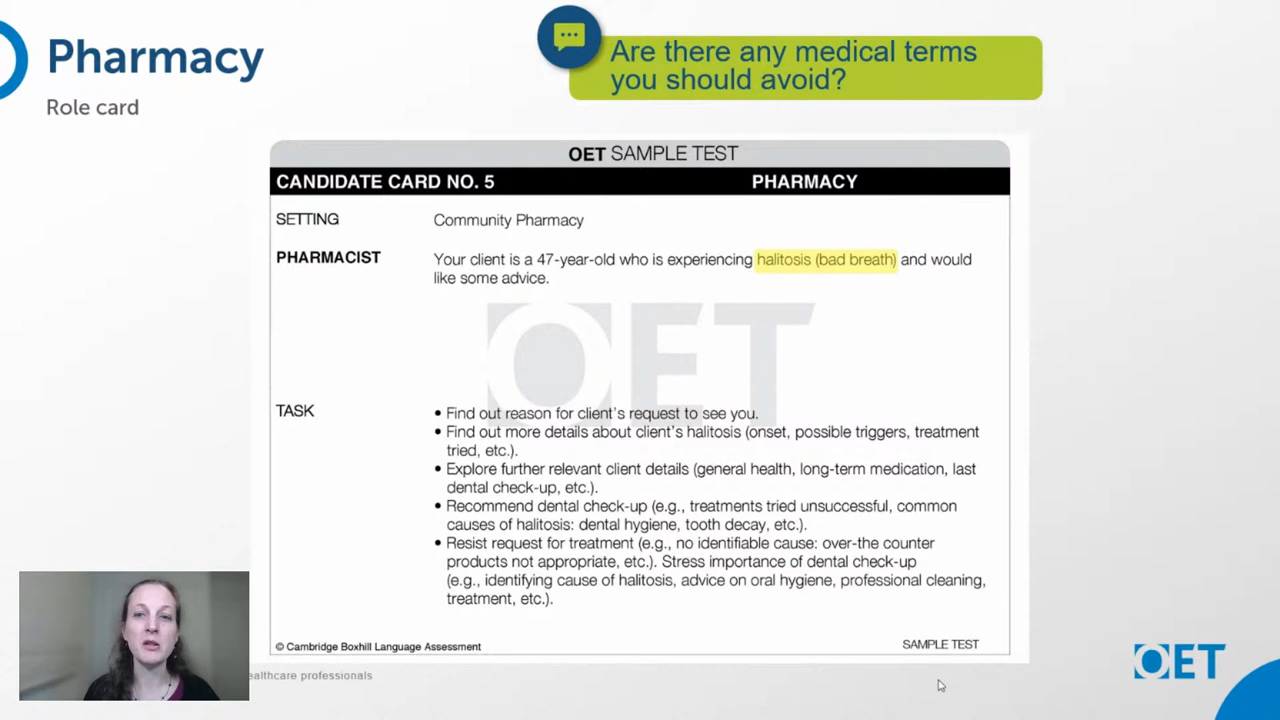 Pharmacy
Role card
Are there any medical terms
you should avoid?
OET SAMPLE TEST
CANDIDATE CARD NO. 5 PHARMACY
SETTING Community Pharmacy
PHARMACIST Your client is a 47-year-old who is experiencing halitosis (bad breath) and would
like some advice.
OET
TASK • Find out reason for client's request to see you.
• Find out more details about client's halitosis (onset, possible triggers, treatment
tried, etc.).
• Explore further relevant client details (general health, long-term medication, last
dental check-up, etc.).
• Recommend dental check-up (e.g., treatments tried unsuccessful, common
causes of halitosis: dental hygiene, tooth decay, etc.).
• Resist request for treatment (e.g., no identifiable cause: over-the counter
products not appropriate, etc.). Stress importance of dental check-up
(e.g., identifying cause of halitosis, advice on oral hygiene, professional cleaning,
treatment, etc.).
© Cambridge Boxhill Language Assessment SAMPLE TEST
ealthcare professionals
OET